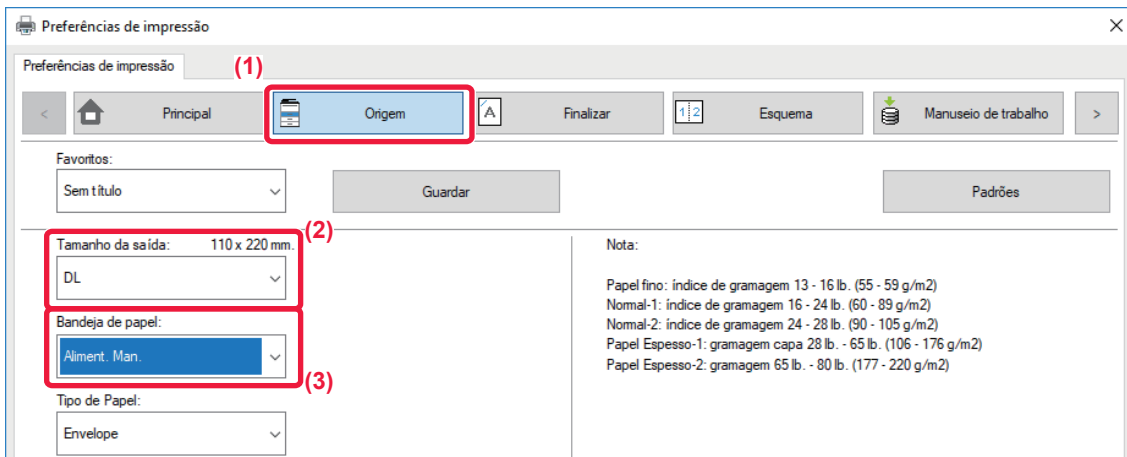 Preferências de impressão
Preferências de impressão
(1)
< Principal Origem A Finalizar 1 2 Esquema Manuseio de trabalho >
Favoritos:
Sem título Guardar Padrões
(2)
Tamanho da saída: 110 x 220 mm.
DL
Bandeja de papel:
Aliment. Man.
(3)
Tipo de Papel:
Envelope
Nota:
Papel fino: índice de gramagem 13 - 16 lb. (55 - 59 g/m2)
Normal-1: índice de gramagem 16 - 24 lb. (60 - 89 g/m2)
Normal-2: índice de gramagem 24 - 28 lb. (90 - 105 g/m2)
Papel Espesso-1: gramagem capa 28 lb. - 65 lb. (106 - 176 g/m2)
Papel Espesso-2: gramagem 65 lb. - 80 lb. (177 - 220 g/m2)